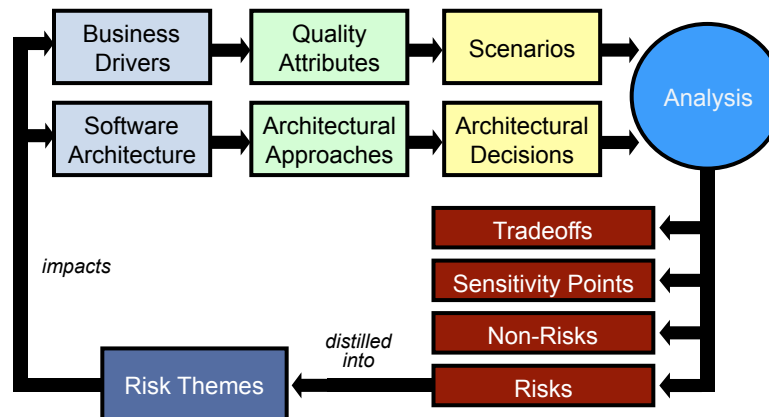 Business
Drivers
Quality
Attributes
Scenarios
Analysis
Software
Architecture
Architectural
Approaches
Architectural
Decisions
Tradeoffs
Sensitivity Points
Non-Risks
Risks
impacts
distilled
into
Risk Themes